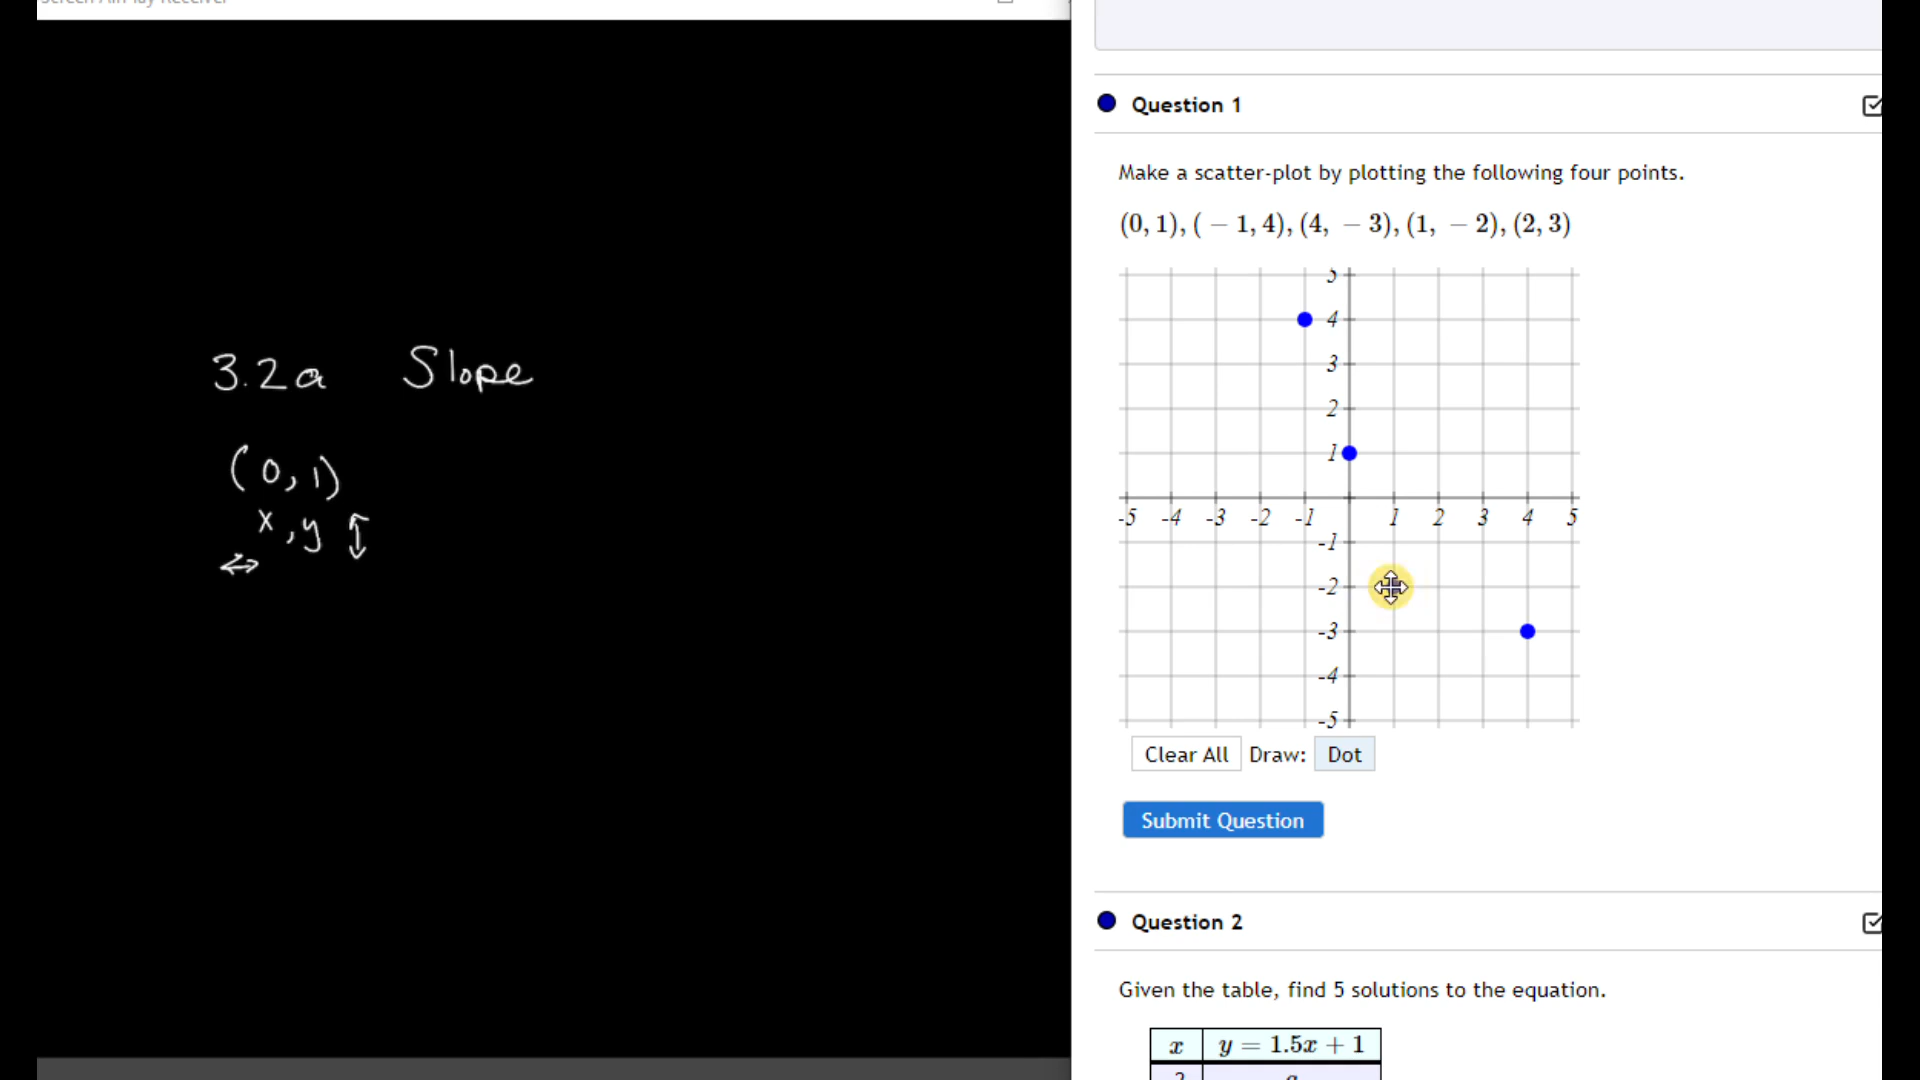 3.2a Slope
(0,1)
x,y
Question 1
Make a scatter-plot by plotting the following four points.
(0, 1), ( − 1, 4), (4, − 3), (1, − 2), (2, 3)
5
4
3
2
1
-5 -4 -3 -2 -1 1 2 3 4 5
-1
-2
-3
-4
-5
Clear All Draw: Dot
Submit Question
Question 2
Given the table, find 5 solutions to the equation.
x y = 1.5x + 1